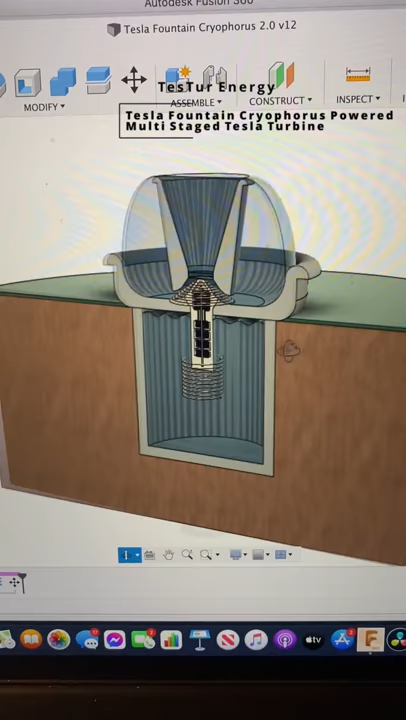 Autodesk Fusion 360
Tesla Fountain Cryophorus 2.0 v12
TesTur Energy
MODIFY
ASSEMBLE
CONSTRUCT
INSPECT
Tesla Fountain Cryophorus Powered
Multi Staged Tesla Turbine
tv